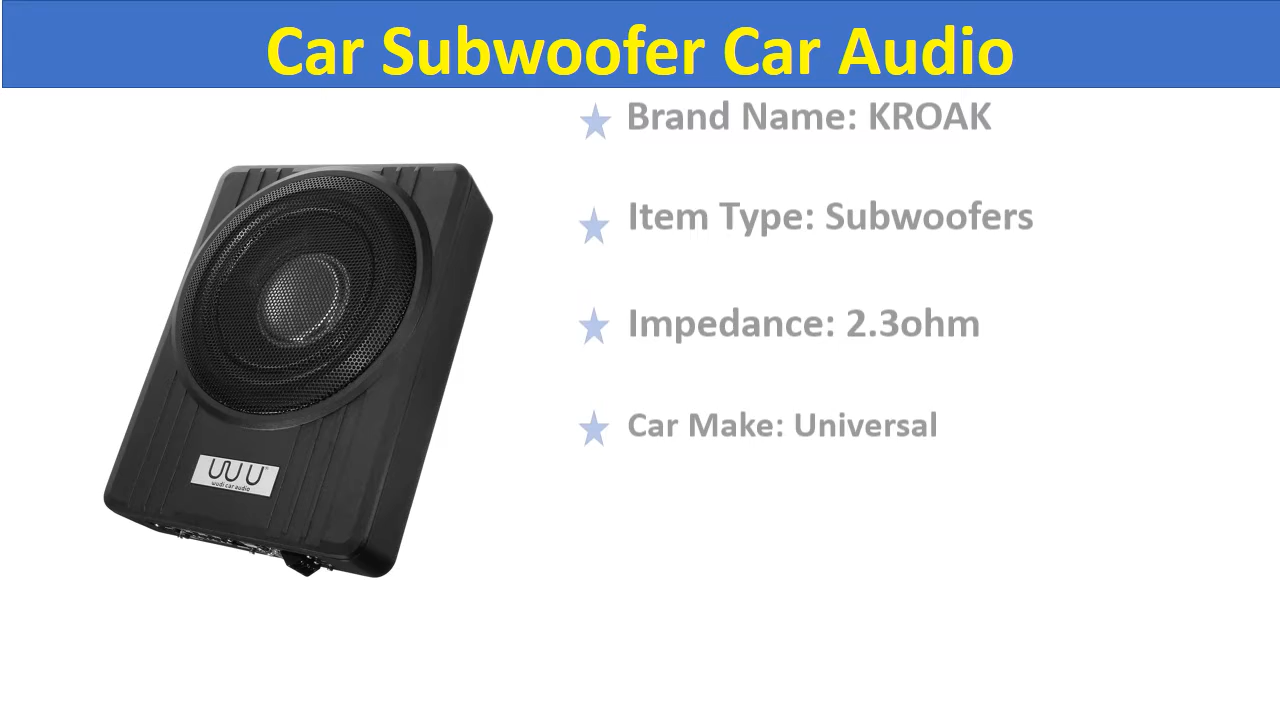 Car Subwoofer Car Audio
Brand Name: KROAK
Item Type: Subwoofers
Impedance: 2.3ohm
Car Make: Universal
wudi car audio